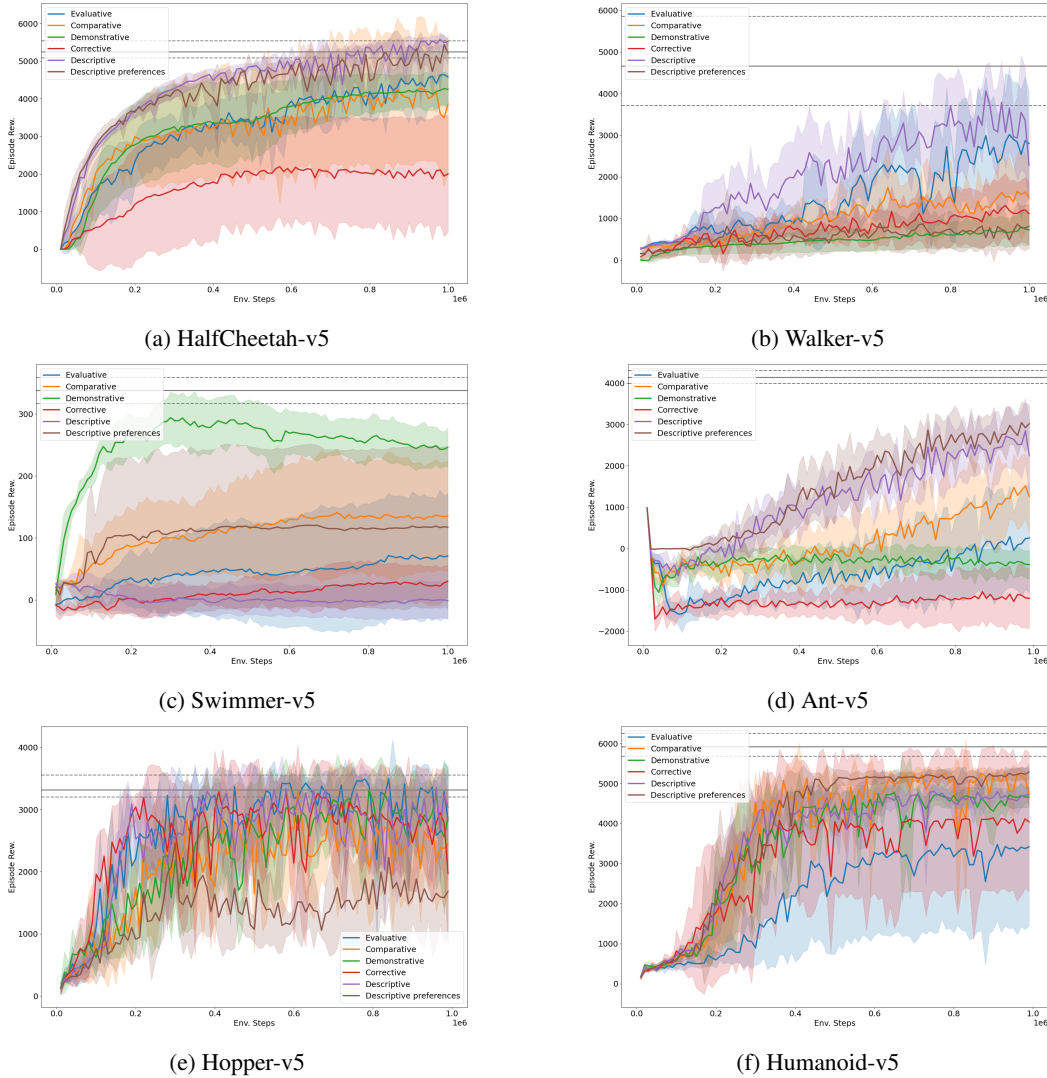 6000
5000
4000
3000
2000
1000
0
Episode Rew.
Evaluative
Comparative
Demonstrative
Corrective
Descriptive
Descriptive preferences
0.0 0.2 0.4 0.6 0.8 1.0
1e6
Env. Steps
(a) HalfCheetah-v5
6000
5000
4000
3000
2000
1000
0
Episode Rew.
Evaluative
Comparative
Demonstrative
Corrective
Descriptive
Descriptive preferences
0.0 0.2 0.4 0.6 0.8 1.0
1e6
Env. Steps
(b) Walker-v5
300
200
100
0
Episode Rew.
Evaluative
Comparative
Demonstrative
Corrective
Descriptive
Descriptive preferences
0.0 0.2 0.4 0.6 0.8 1.0
1e6
Env. Steps
(c) Swimmer-v5
4000
3000
2000
1000
0
−1000
−2000
Episode Rew.
Evaluative
Comparative
Demonstrative
Corrective
Descriptive
Descriptive preferences
0.0 0.2 0.4 0.6 0.8 1.0
1e6
Env. Steps
(d) Ant-v5
4000
3000
2000
1000
0
Episode Rew.
Evaluative
Comparative
Demonstrative
Corrective
Descriptive
Descriptive preferences
0.0 0.2 0.4 0.6 0.8 1.0
1e6
Env. Steps
(e) Hopper-v5
6000
5000
4000
3000
2000
1000
0
Episode Rew.
Evaluative
Comparative
Demonstrative
Corrective
Descriptive
Descriptive preferences
0.0 0.2 0.4 0.6 0.8 1.0
1e6
Env. Steps
(f) Humanoid-v5